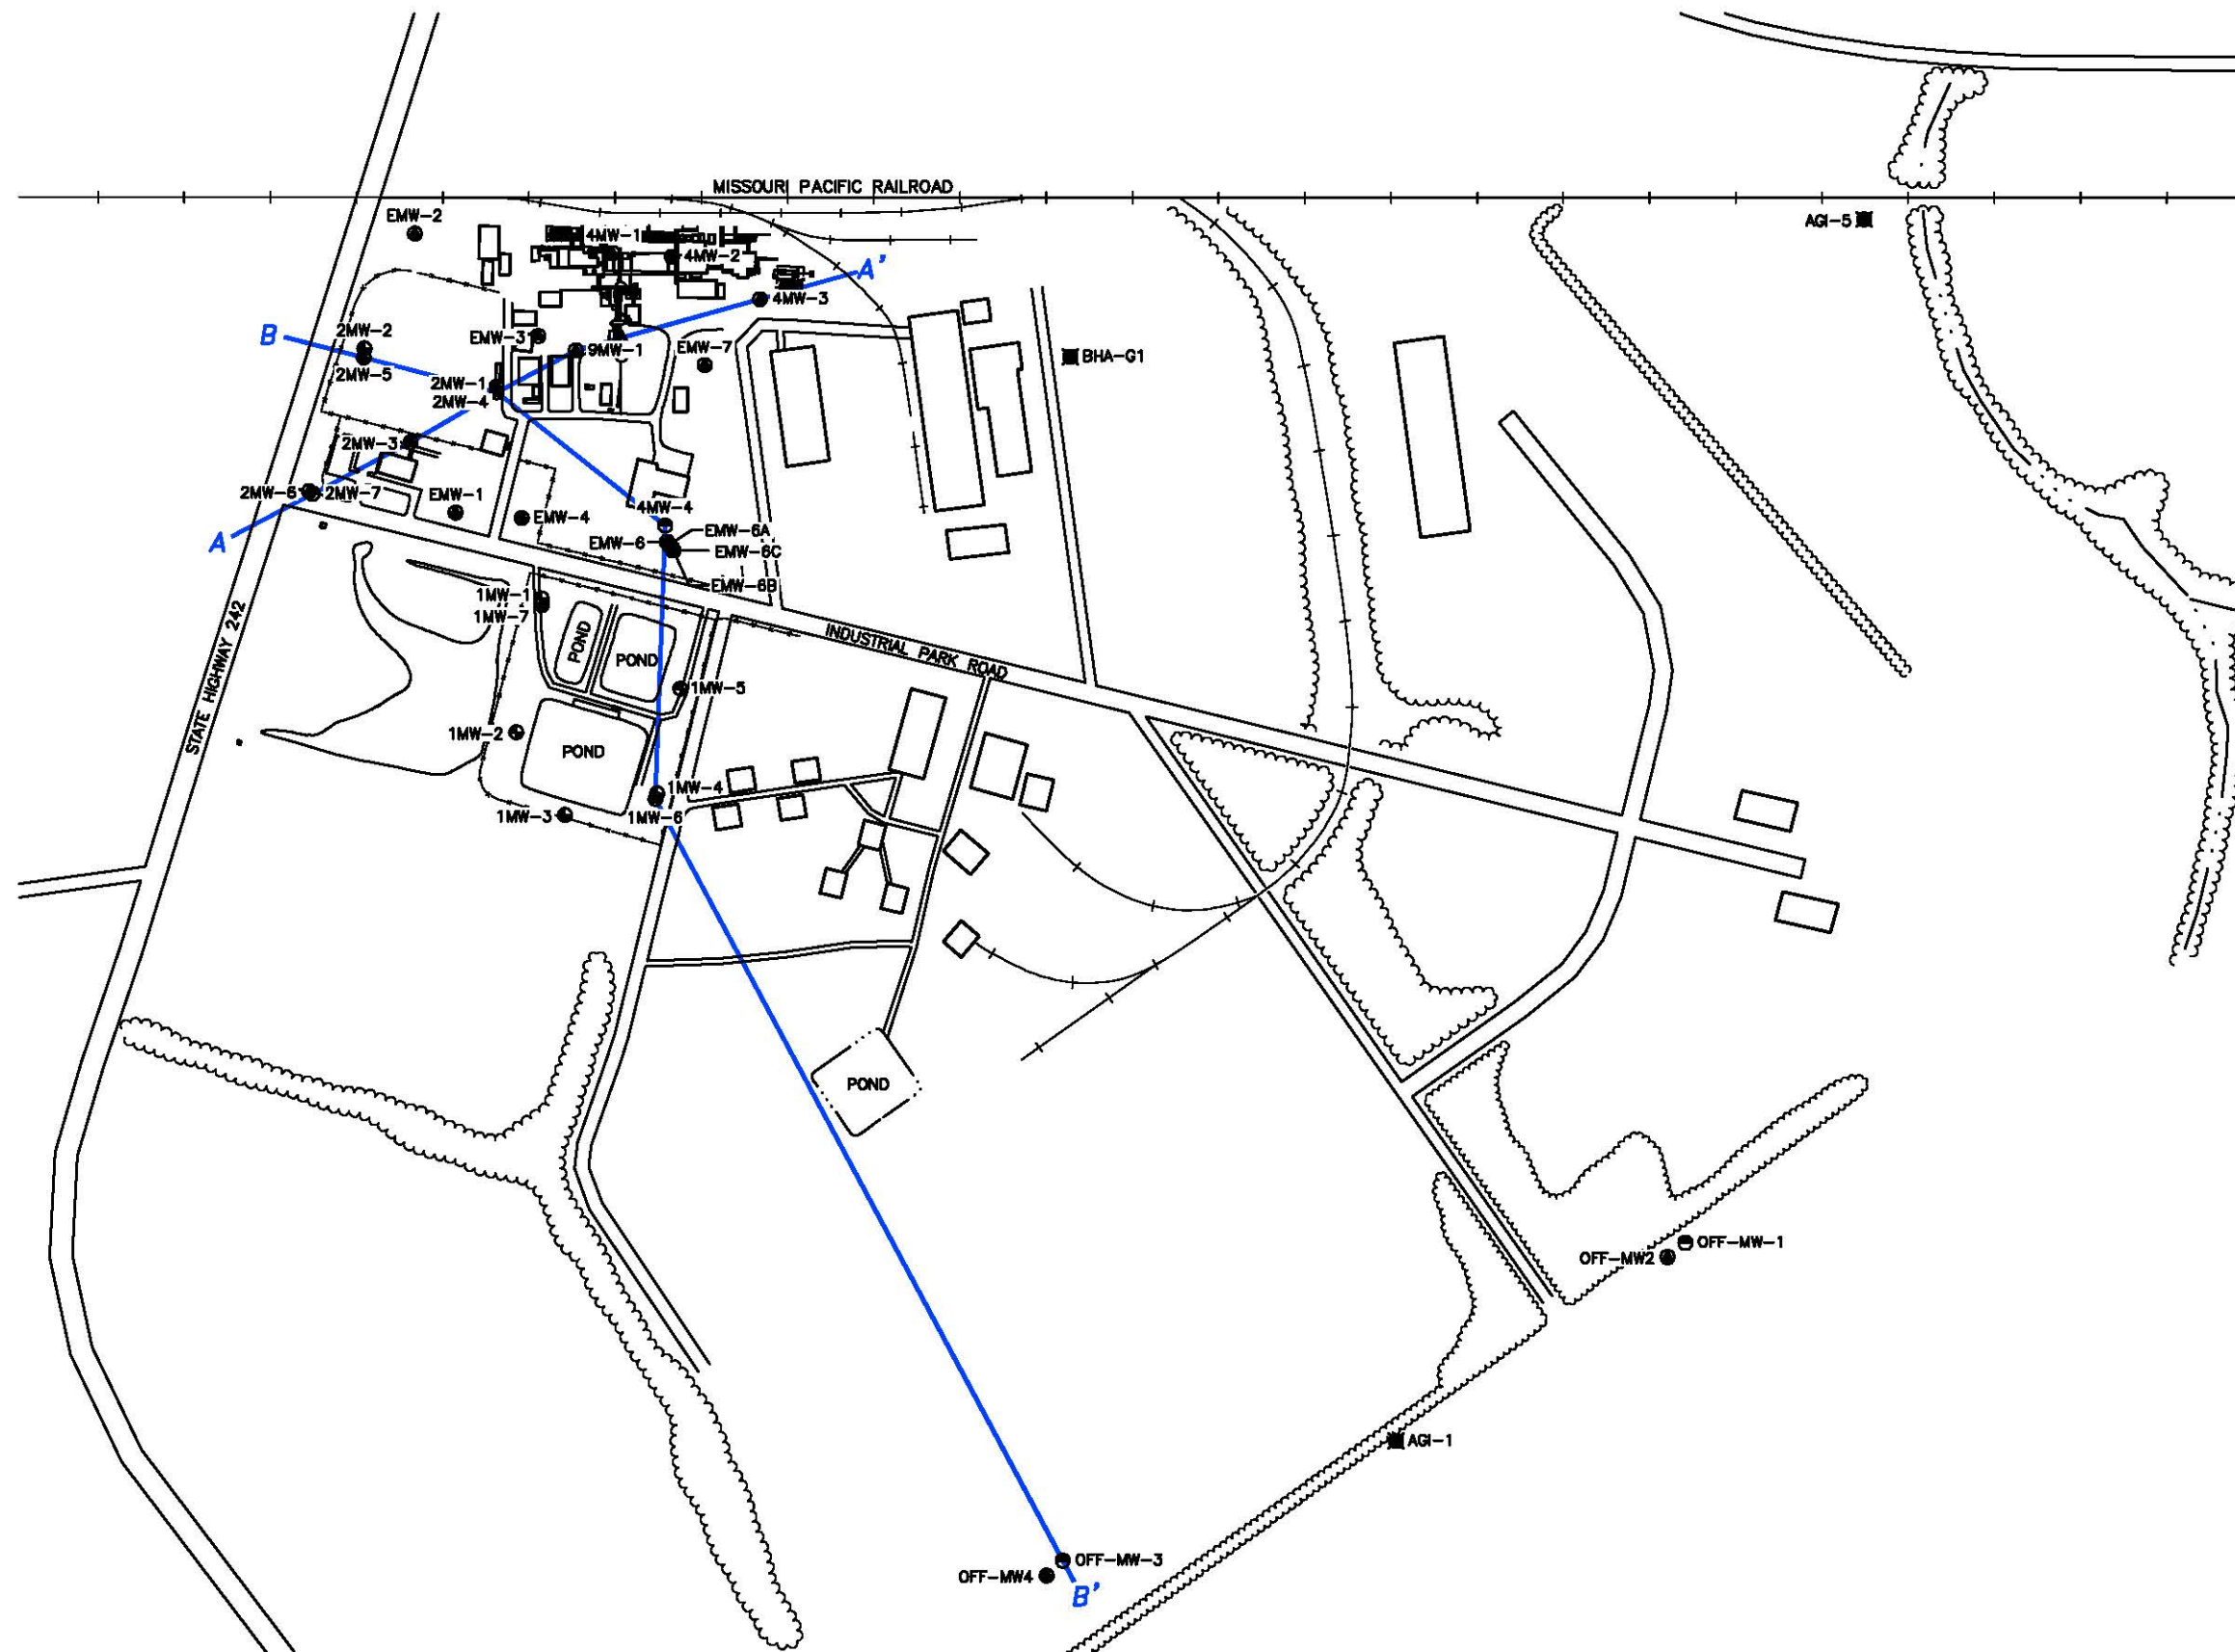 MISSOURI PACIFIC RAILROAD
EMW-2
AGI-5
4MW-1
4MW-2
A'
4MW-3
B
2MW-2
EMW-3
9MW-1
EMW-7
BHA-G1
2MW-5
2MW-1
2MW-4
2MW-3
2MW-6
2MW-7
EMW-1
4MW-4
EMW-4
A
EMW-6A
EMW-6
EMW-6C
EMW-6B
1MW-1
1MW-7
STATE HIGHWAY 242
POND
POND
INDUSTRIAL PARK ROAD
1MW-5
1MW-2
POND
1MW-4
1MW-3
1MW-6
POND
OFF-MW-1
OFF-MW2
AGI-1
OFF-MW-3
OFF-MW4
B'